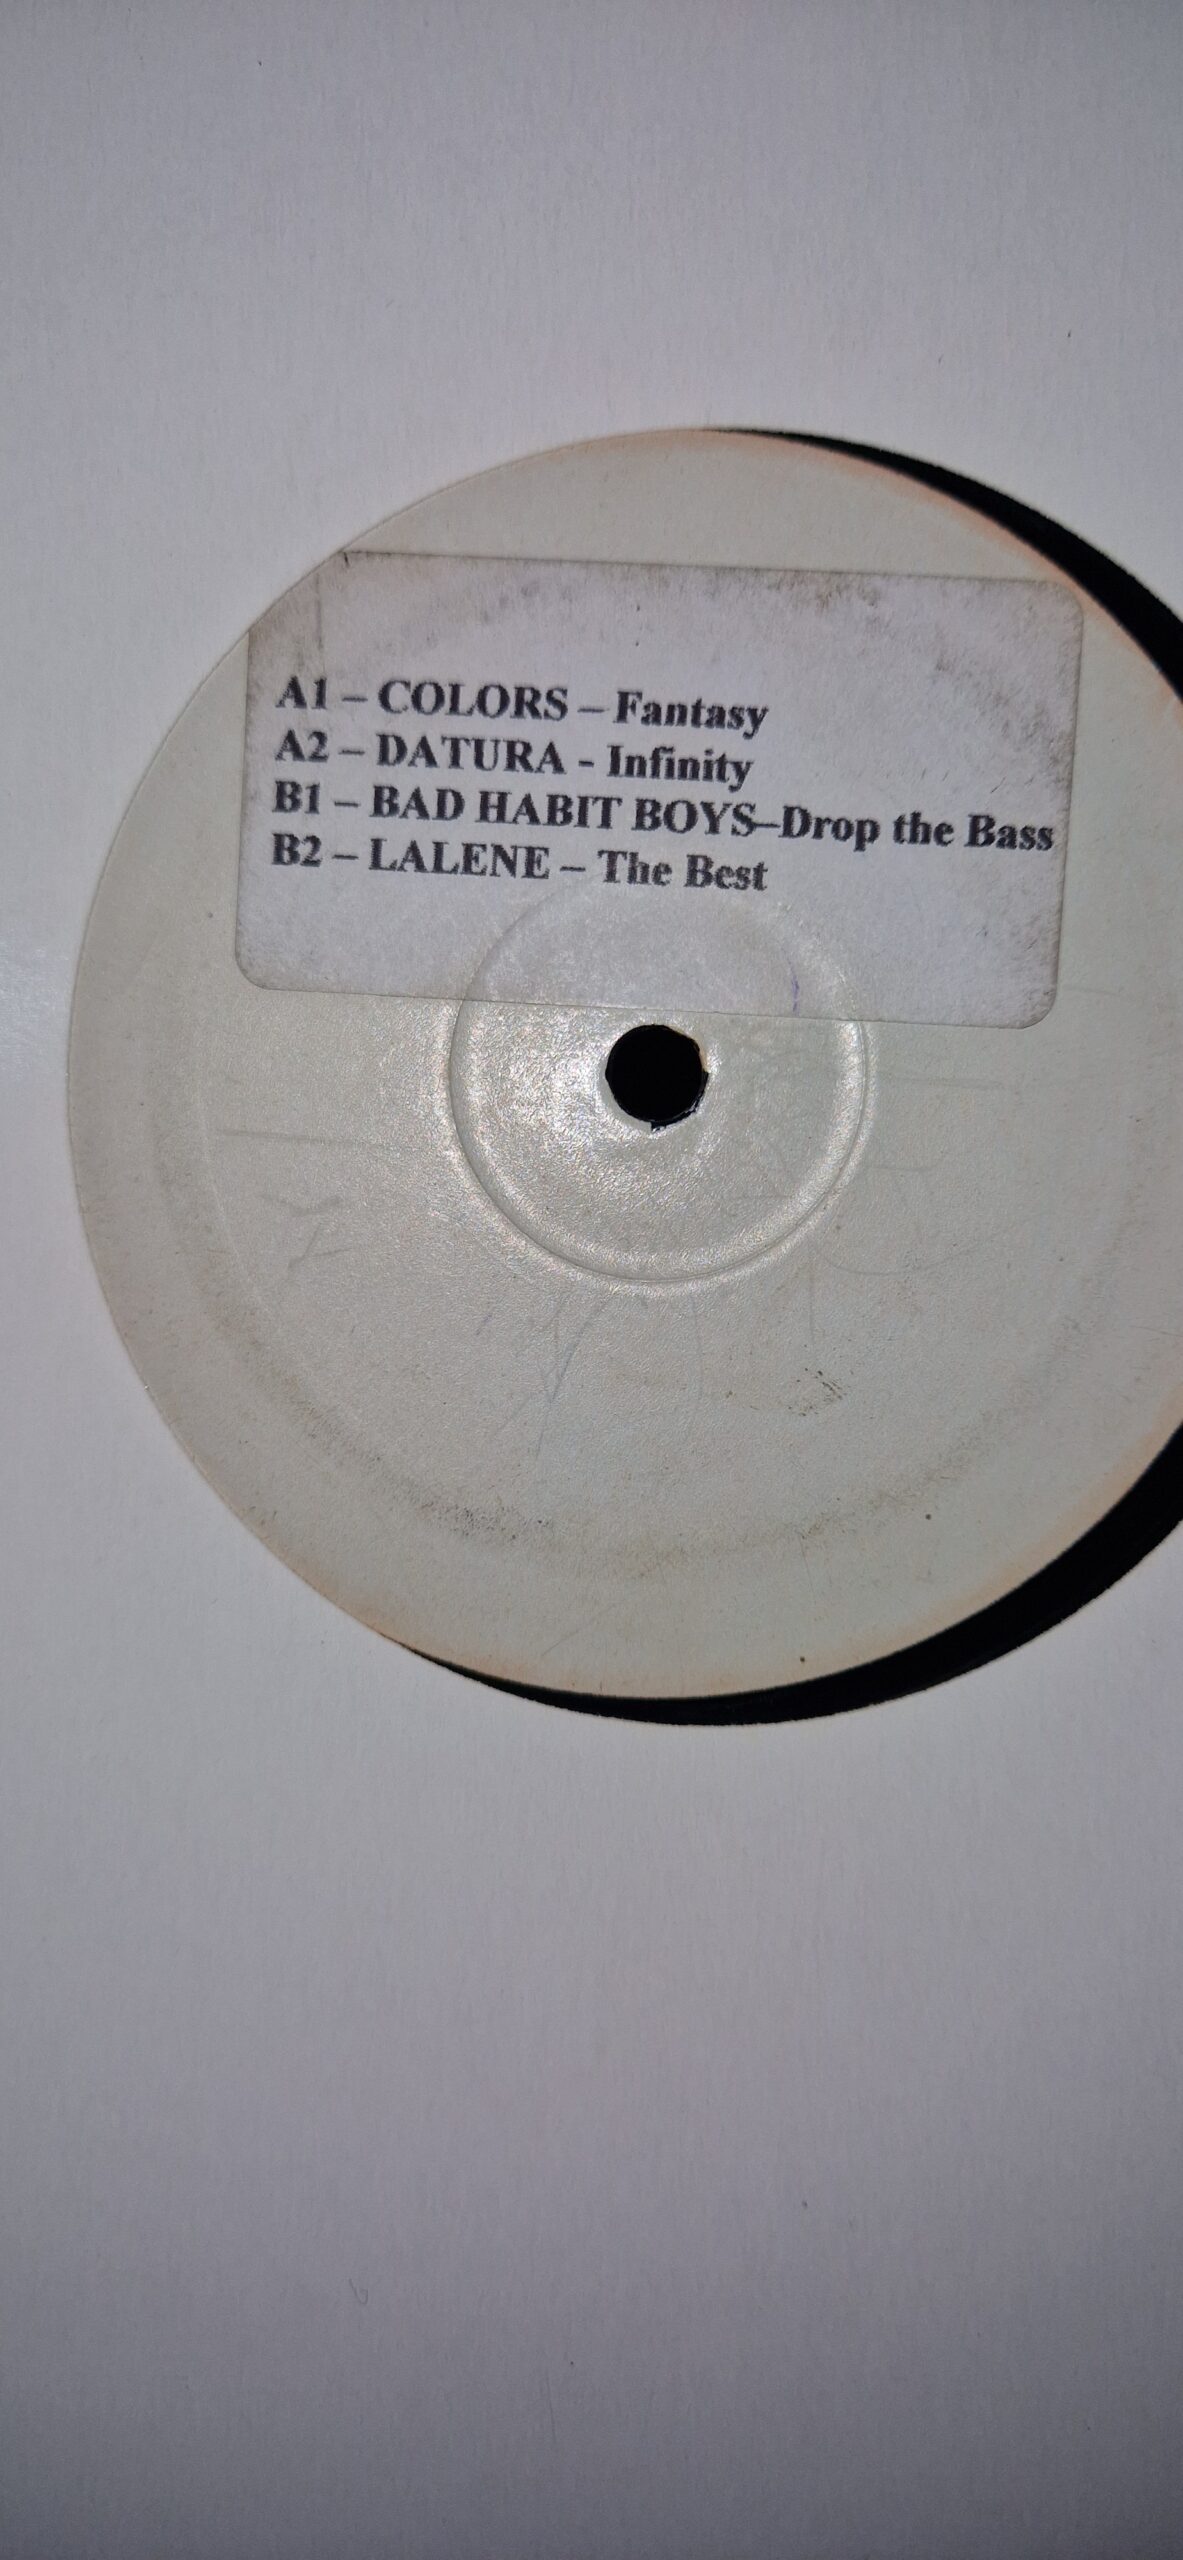 A1 – COLORS – Fantasy
A2 – DATURA - Infinity
B1 – BAD HABIT BOYS–Drop the Bass
B2 – LALENE – The Best